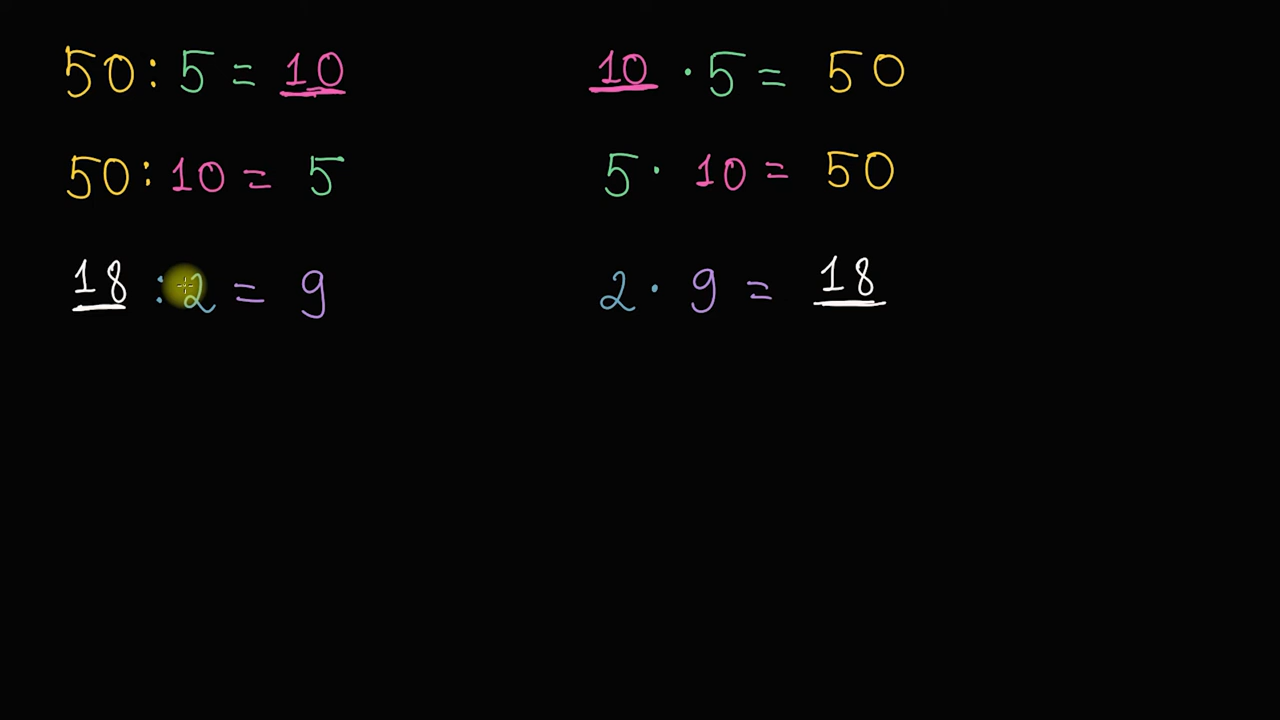 50 : 5 = 10
10 · 5 = 50
50 : 10 = 5
5 · 10 = 50
18 : 2 = 9
2 · 9 = 18